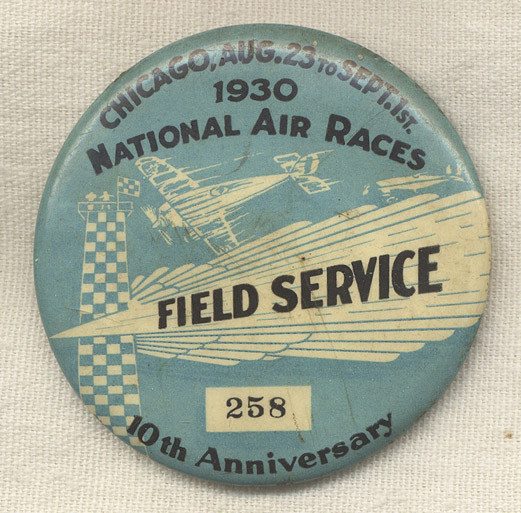 CHICAGO, AUG. 23 TO SEPT. 1ST.
1930
NATIONAL AIR RACES
FIELD SERVICE
258
10th Anniversary